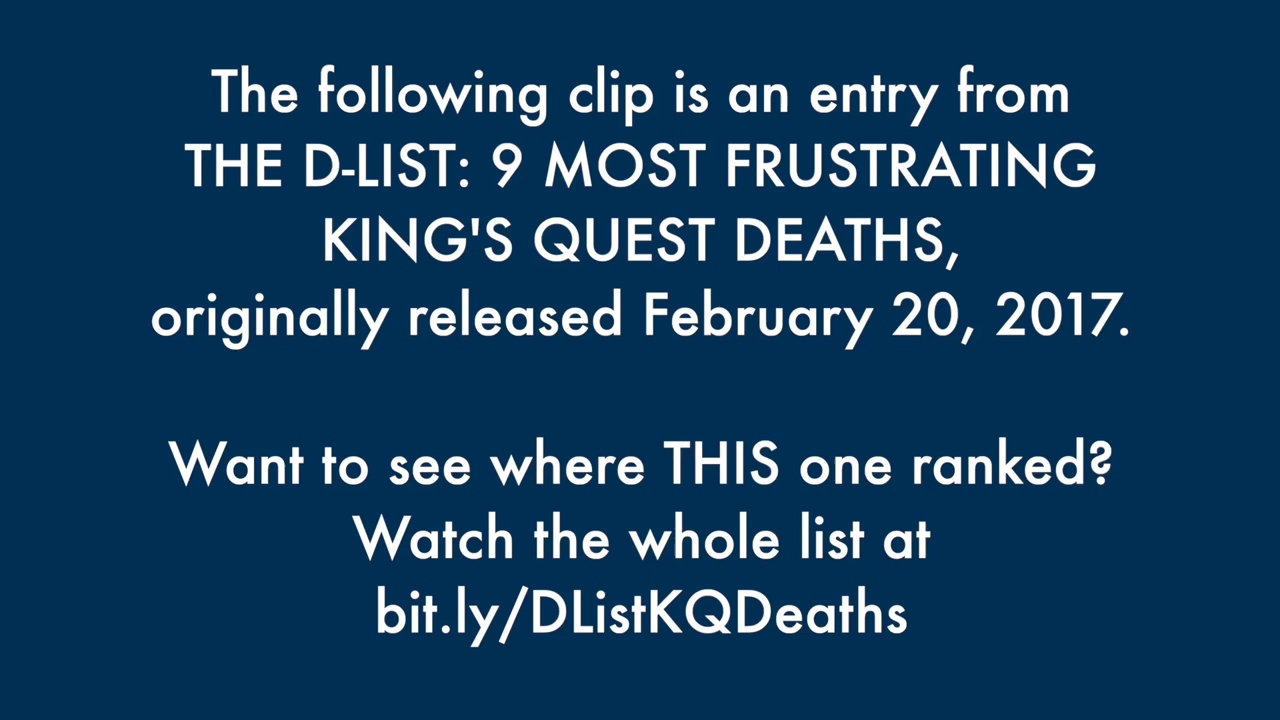 The following clip is an entry from
THE D-LIST: 9 MOST FRUSTRATING
KING'S QUEST DEATHS,
originally released February 20, 2017.
Want to see where THIS one ranked?
Watch the whole list at
bit.ly/DListKQDeaths